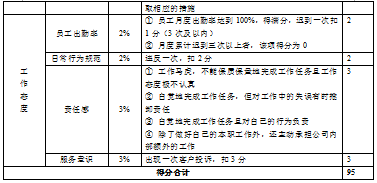 取相应的措施
员工出勤率
2%
① 员工月度出勤率达到100%，得满分，迟到一次扣
1分（3次及以内）
② 月度累计迟到三次以上者，该项得分为0
2
日常行为规范
2%
违反一次，扣2分
2
工作态度
责任感
3%
① 工作马虎，不能保质保量地完成工作任务且工作
态度极不认真
② 自觉地完成工作任务，但对工作中的失误有时推
卸责任
③ 自觉地完成工作任务且对自己的行为负责
④ 除了做好自己的本职工作外，还主动承担公司内
部额外的工作
3
服务意识
3%
出现一次客户投诉，扣3分
3
得分合计
95